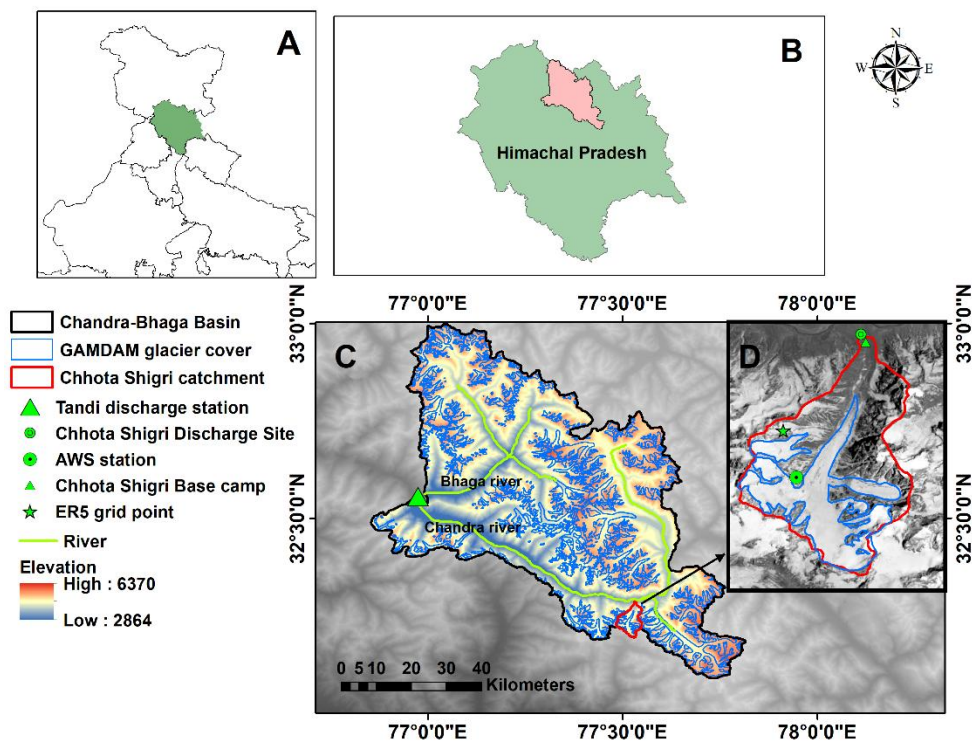 A
B
N
W
E
S
Himachal Pradesh
Chandra-Bhaga Basin
GAMDAM glacier cover
Chhota Shigri catchment
Tandi discharge station
Chhota Shigri Discharge Site
AWS station
Chhota Shigri Base camp
ER5 grid point
River
Elevation
High : 6370
Low : 2864
77°0'0"N
77°30'0"N
78°0'0"N
33°0'0"N
32°30'0"N
C
D
Bhaga river
Chandra river
33°0'0"N
32°30'0"N
0 5 10 20 30 40
Kilometers
77°0'0"N
77°30'0"N
78°0'0"N